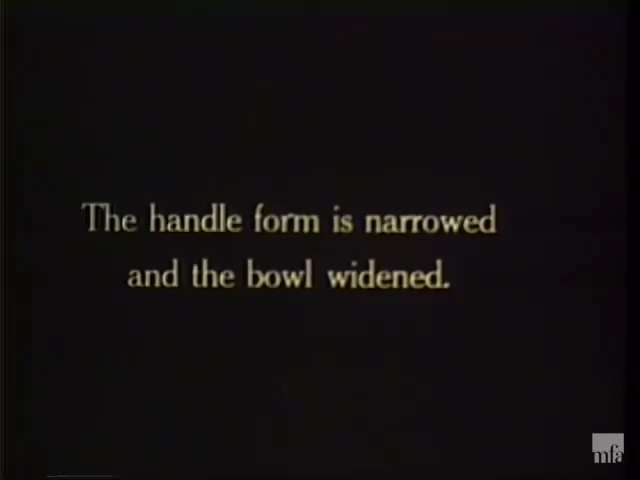 The handle form is narrowed
and the bowl widened.
mfa